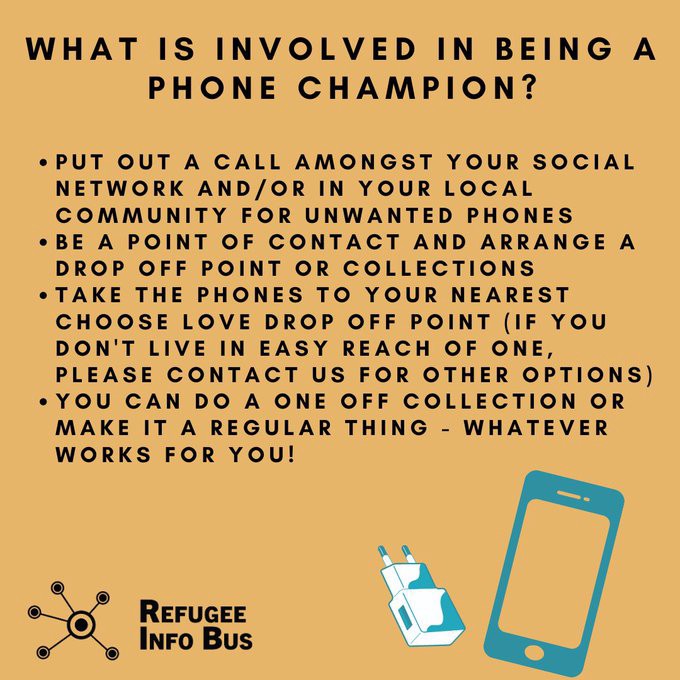 WHAT IS INVOLVED IN BEING A
PHONE CHAMPION?
• PUT OUT A CALL AMONGST YOUR SOCIAL
NETWORK AND/OR IN YOUR LOCAL
COMMUNITY FOR UNWANTED PHONES
• BE A POINT OF CONTACT AND ARRANGE A
DROP OFF POINT OR COLLECTIONS
• TAKE THE PHONES TO YOUR NEAREST
CHOOSE LOVE DROP OFF POINT (IF YOU
DON'T LIVE IN EASY REACH OF ONE,
PLEASE CONTACT US FOR OTHER OPTIONS)
• YOU CAN DO A ONE OFF COLLECTION OR
MAKE IT A REGULAR THING - WHATEVER
WORKS FOR YOU!
REFUGEE
INFO BUS